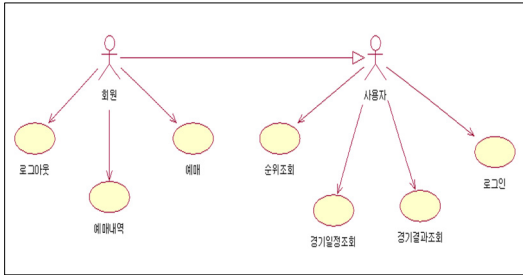 회원
사용자
로그아웃
예매
순위조회
로그인
예매내역
경기일정조회
경기결과조회